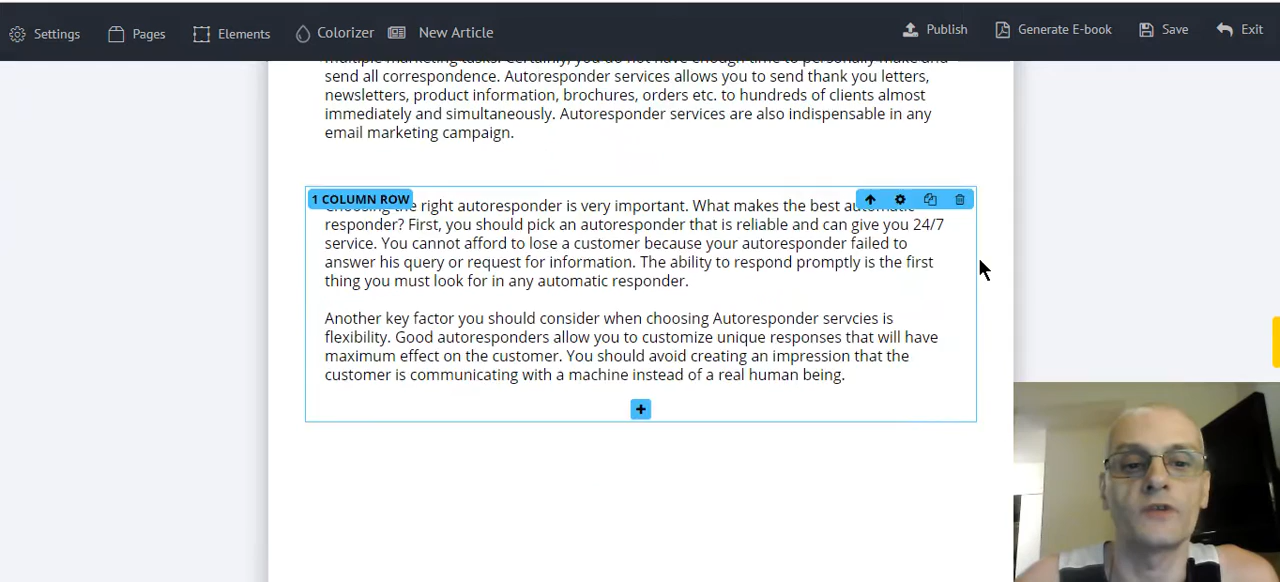 Settings Pages Elements Colorizer New Article Publish Generate E-book Save Exit
send all correspondence. Autoresponder services allows you to send thank you letters,
newsletters, product information, brochures, orders etc. to hundreds of clients almost
immediately and simultaneously. Autoresponder services are also indispensable in any
email marketing campaign.
1 COLUMN ROW
right autoresponder is very important. What makes the best
responder? First, you should pick an autoresponder that is reliable and can give you 24/7
service. You cannot afford to lose a customer because your autoresponder failed to
answer his query or request for information. The ability to respond promptly is the first
thing you must look for in any automatic responder.
Another key factor you should consider when choosing Autoresponder servcies is
flexibility. Good autoresponders allow you to customize unique responses that will have
maximum effect on the customer. You should avoid creating an impression that the
customer is communicating with a machine instead of a real human being.